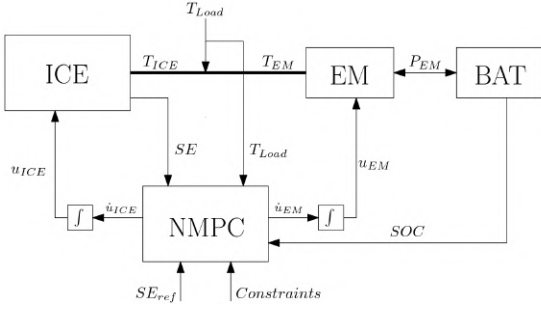 T_Load
ICE
T_ICE
T_EM
EM
P_EM
BAT
SE
T_Load
u_ICE
u_EM
∫
u̇_ICE
NMPC
u̇_EM
∫
SOC
SE_ref
Constraints